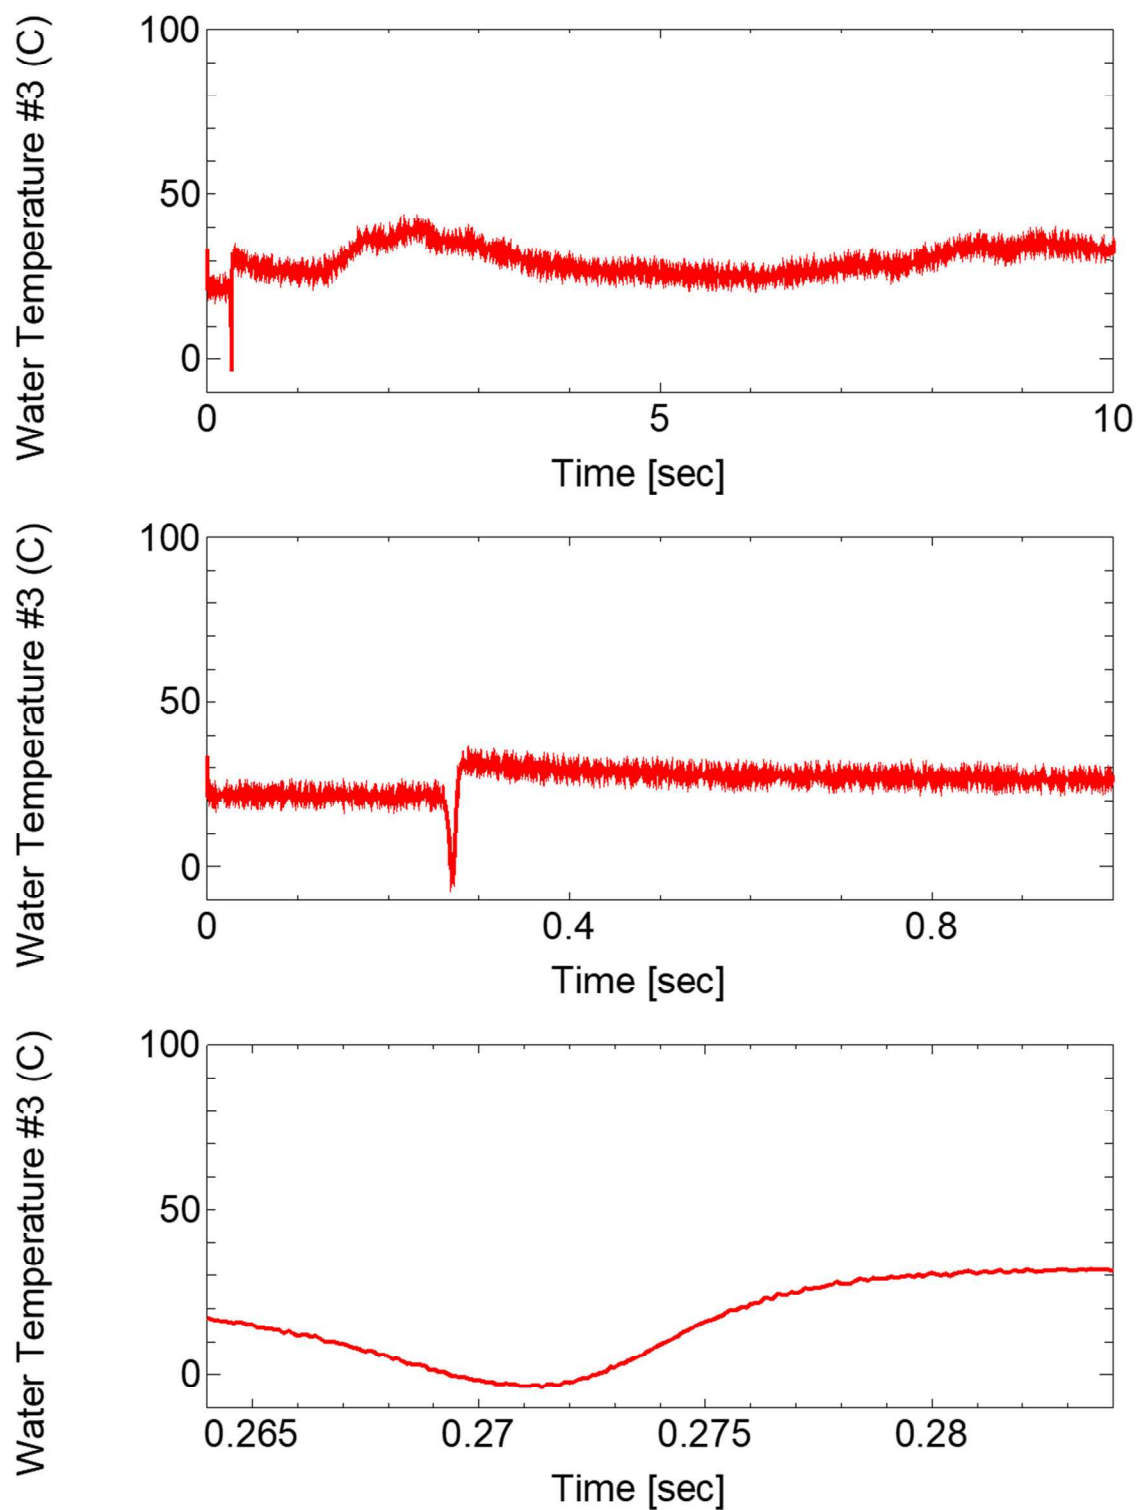 Water Temperature #3 (C)
100
50
0
0 5 10
Time [sec]
Water Temperature #3 (C)
100
50
0
0 0.4 0.8
Time [sec]
Water Temperature #3 (C)
100
50
0
0.265 0.27 0.275 0.28
Time [sec]